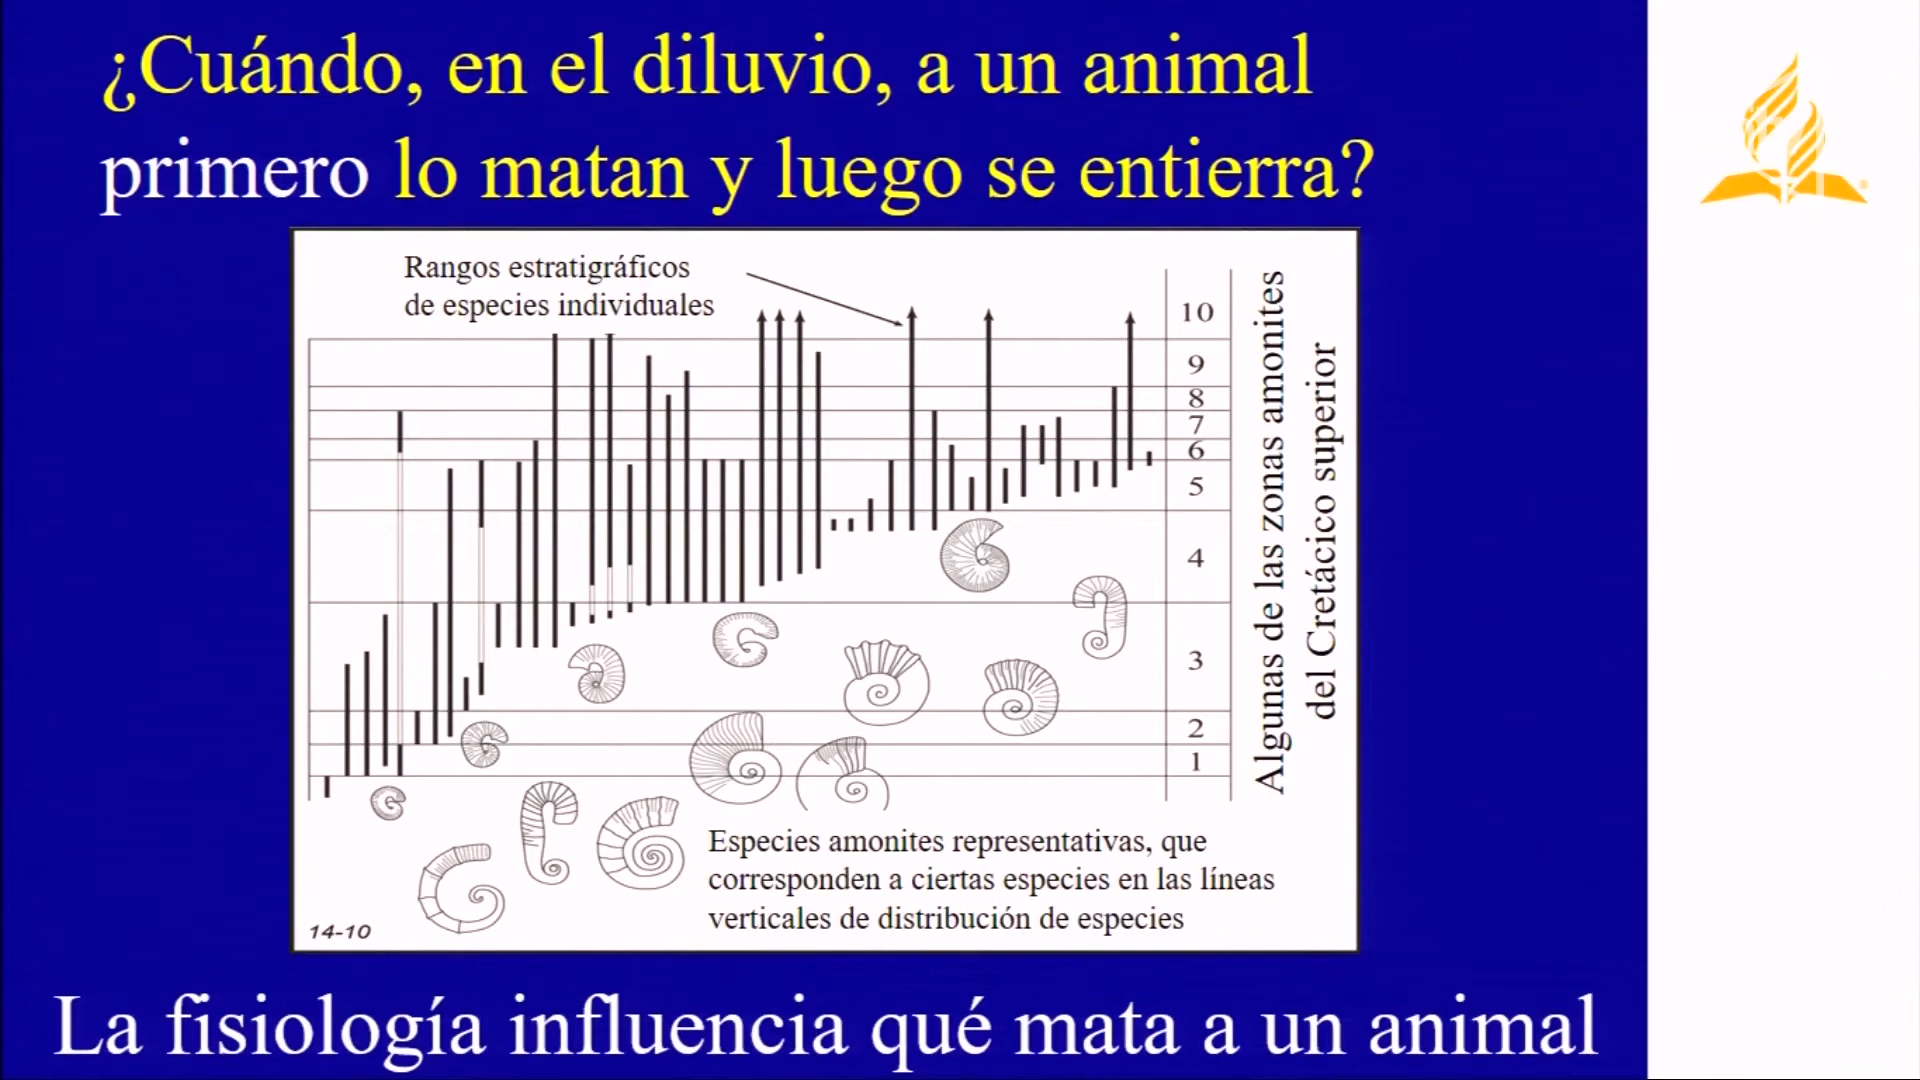 ¿Cuándo, en el diluvio, a un animal
primero lo matan y luego se entierra?
Rangos estratigráficos
de especies individuales
10
9
8
7
6
5
4
3
2
1
Algunas de las zonas amonites
del Cretácico superior
Especies amonites representativas, que
corresponden a ciertas especies en las líneas
verticales de distribución de especies
14-10
La fisiología influencia qué mata a un animal